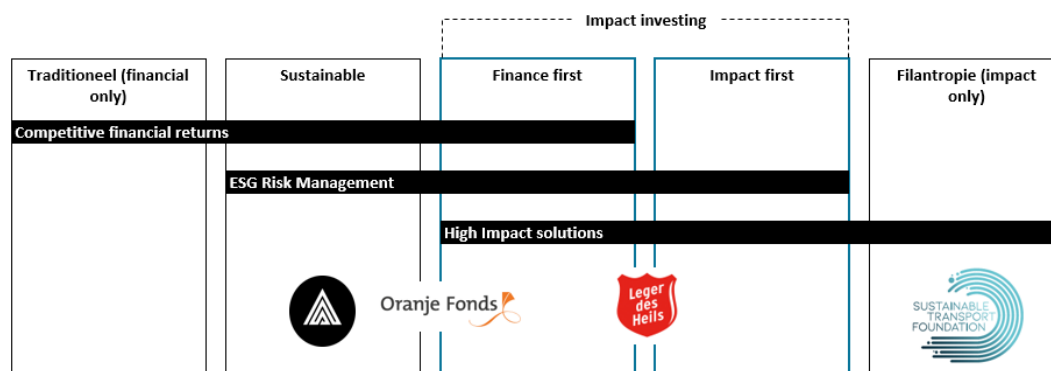 Impact investing
Traditioneel (financial
only)
Sustainable
Finance first
Impact first
Filantropie (impact
only)
Competitive financial returns
ESG Risk Management
High Impact solutions
Oranje Fonds
Leger
des
Heils
SUSTAINABLE
TRANSPORT
FOUNDATION